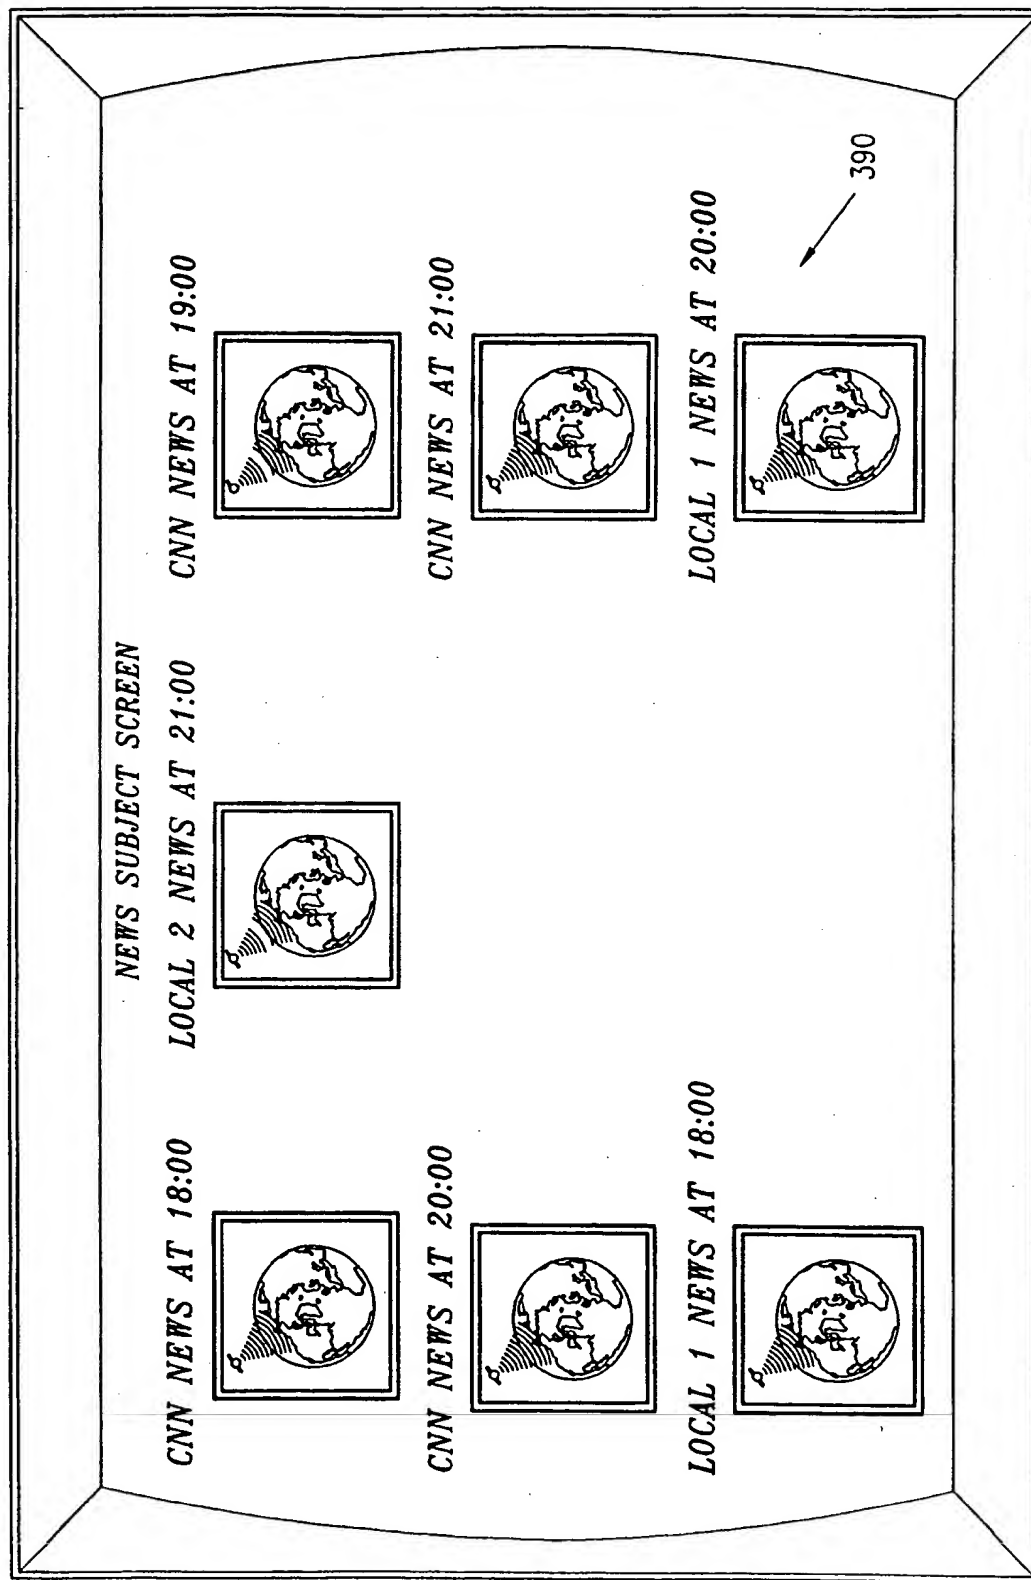 NEWS SUBJECT SCREEN
CNN NEWS AT 18:00
LOCAL 2 NEWS AT 21:00
CNN NEWS AT 19:00
CNN NEWS AT 20:00
CNN NEWS AT 21:00
LOCAL 1 NEWS AT 18:00
LOCAL 1 NEWS AT 20:00
390